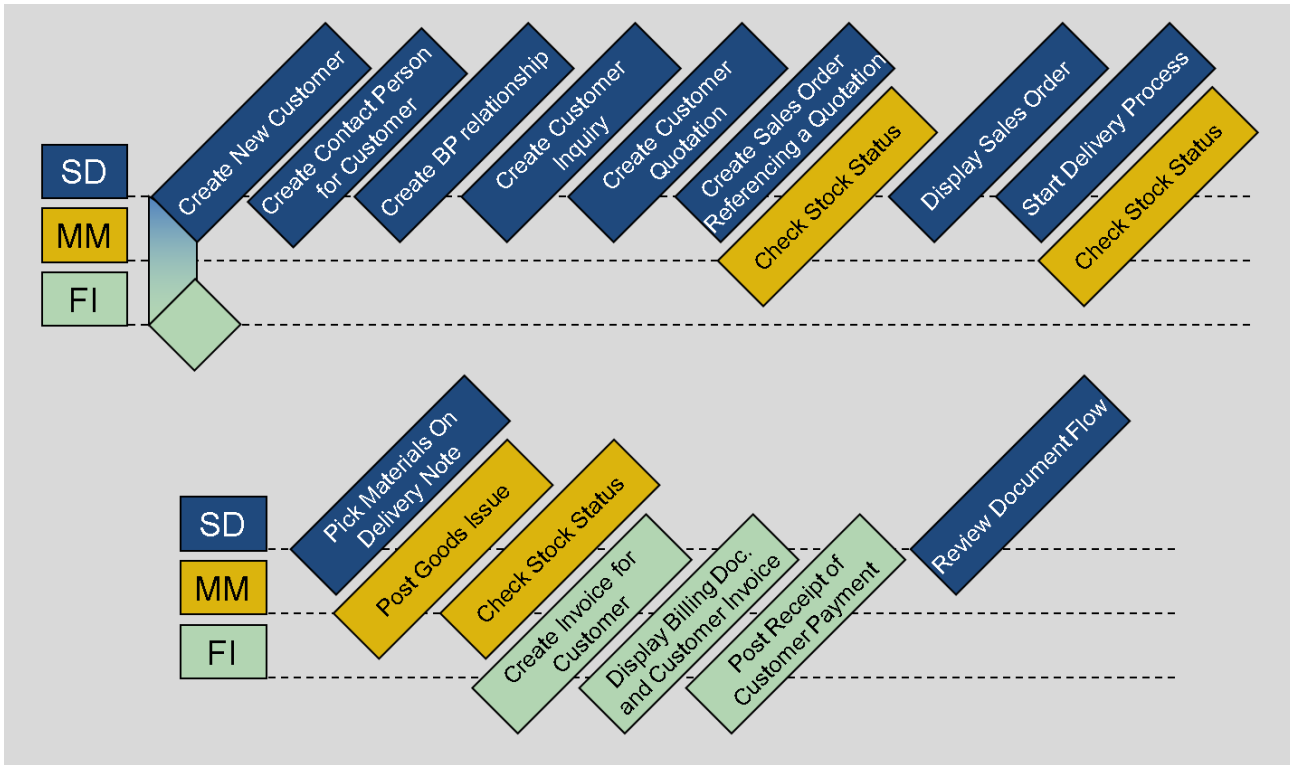 SD
MM
FI
Create New Customer
Create Contact Person
for Customer
Create BP relationship
Create Customer
Inquiry
Create Customer
Quotation
Create Sales Order
Referencing a Quotation
Check Stock Status
Display Sales Order
Start Delivery Process
Check Stock Status
SD
MM
FI
Pick Materials On
Delivery Note
Post Goods Issue
Check Stock Status
Create Invoice for
Customer
Display Billing Doc.
and Customer Invoice
Post Receipt of
Customer Payment
Review Document Flow